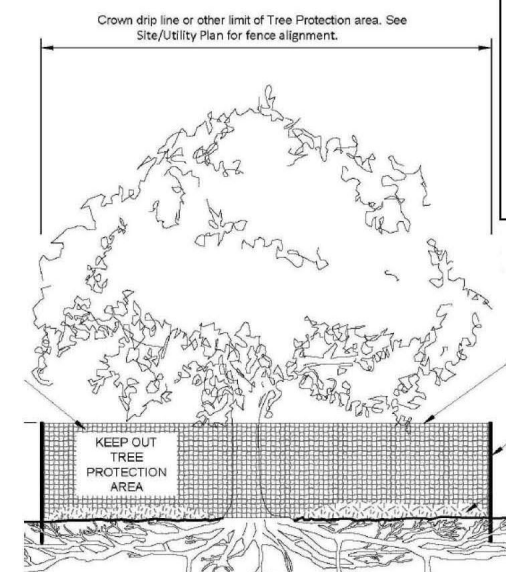 Crown drip line or other limit of Tree Protection area. See
Site/Utility Plan for fence alignment.
KEEP OUT
TREE
PROTECTION
AREA